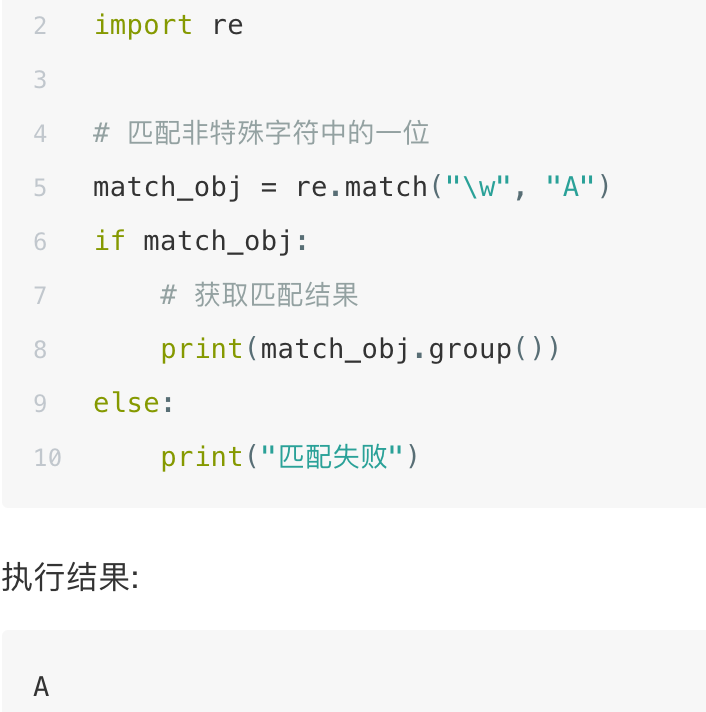 2 import re
3
4 # 匹配非特殊字符中的一位
5 match_obj = re.match("\w", "A")
6 if match_obj:
7     # 获取匹配结果
8     print(match_obj.group())
9 else:
10     print("匹配失败")
执行结果:
A